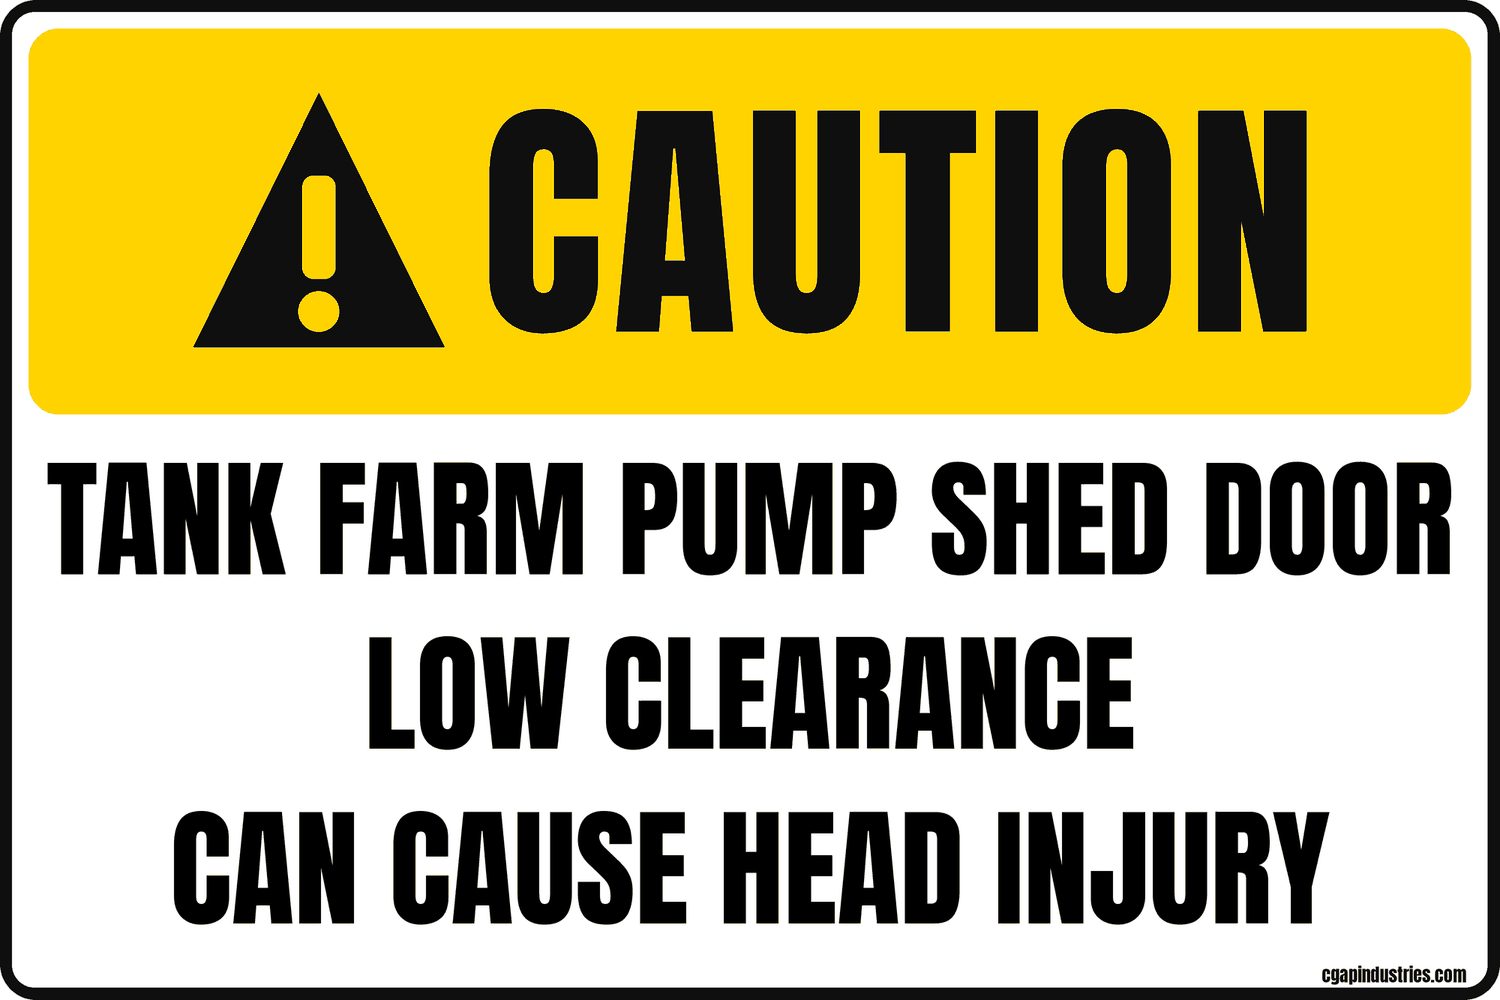 CAUTION
TANK FARM PUMP SHED DOOR
LOW CLEARANCE
CAN CAUSE HEAD INJURY
cgapindustries.com